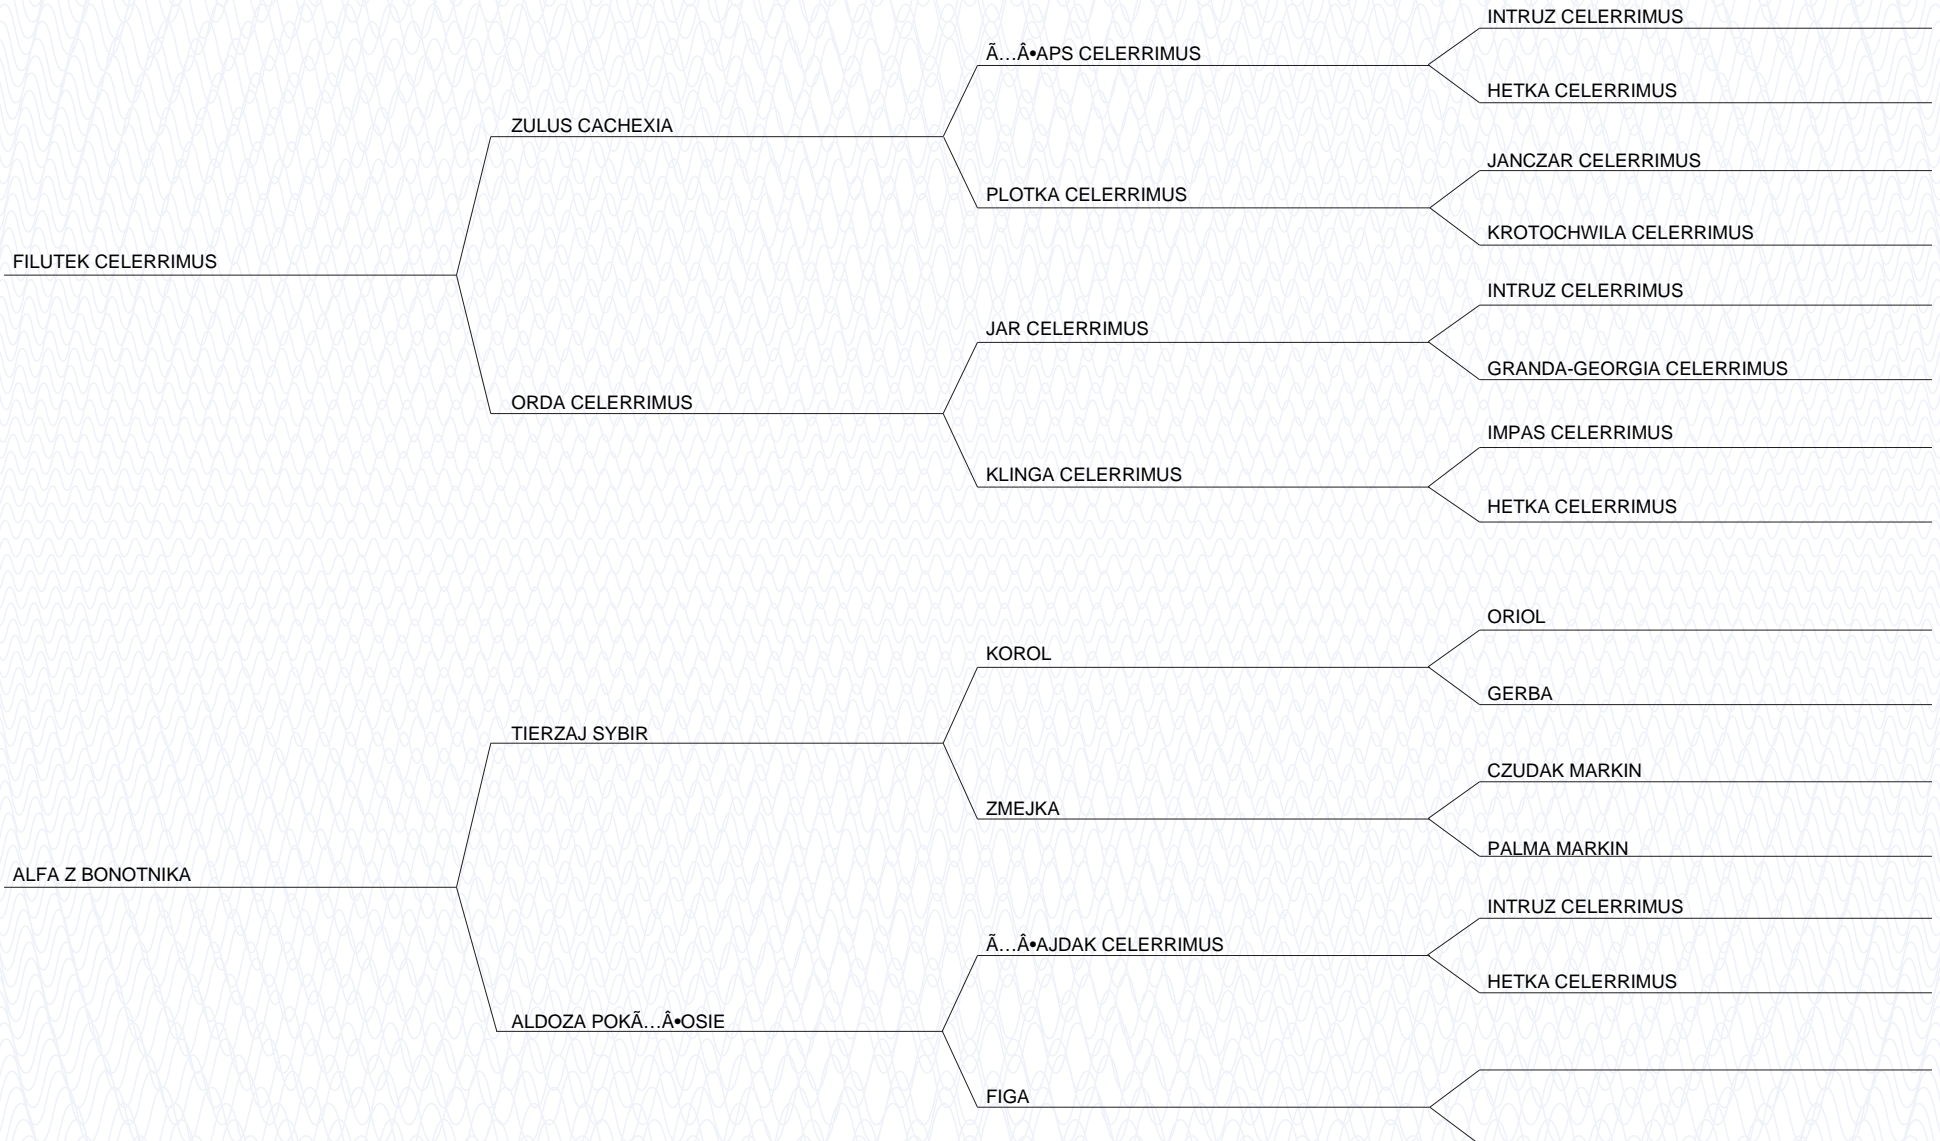 INTRUZ CELERRIMUS
Ã…Â•APS CELERRIMUS
HETKA CELERRIMUS
ZULUS CACHEXIA
JANCZAR CELERRIMUS
PLOTKA CELERRIMUS
KROTOCHWILA CELERRIMUS
FILUTEK CELERRIMUS
INTRUZ CELERRIMUS
JAR CELERRIMUS
GRANDA-GEORGIA CELERRIMUS
ORDA CELERRIMUS
IMPAS CELERRIMUS
KLINGA CELERRIMUS
HETKA CELERRIMUS
ORIOL
KOROL
GERBA
TIERZAJ SYBIR
CZUDAK MARKIN
ZMEJKA
PALMA MARKIN
ALFA Z BONOTNIKA
INTRUZ CELERRIMUS
Ã…Â•AJDAK CELERRIMUS
HETKA CELERRIMUS
ALDOZA POKÃ…Â•OSIE
FIGA